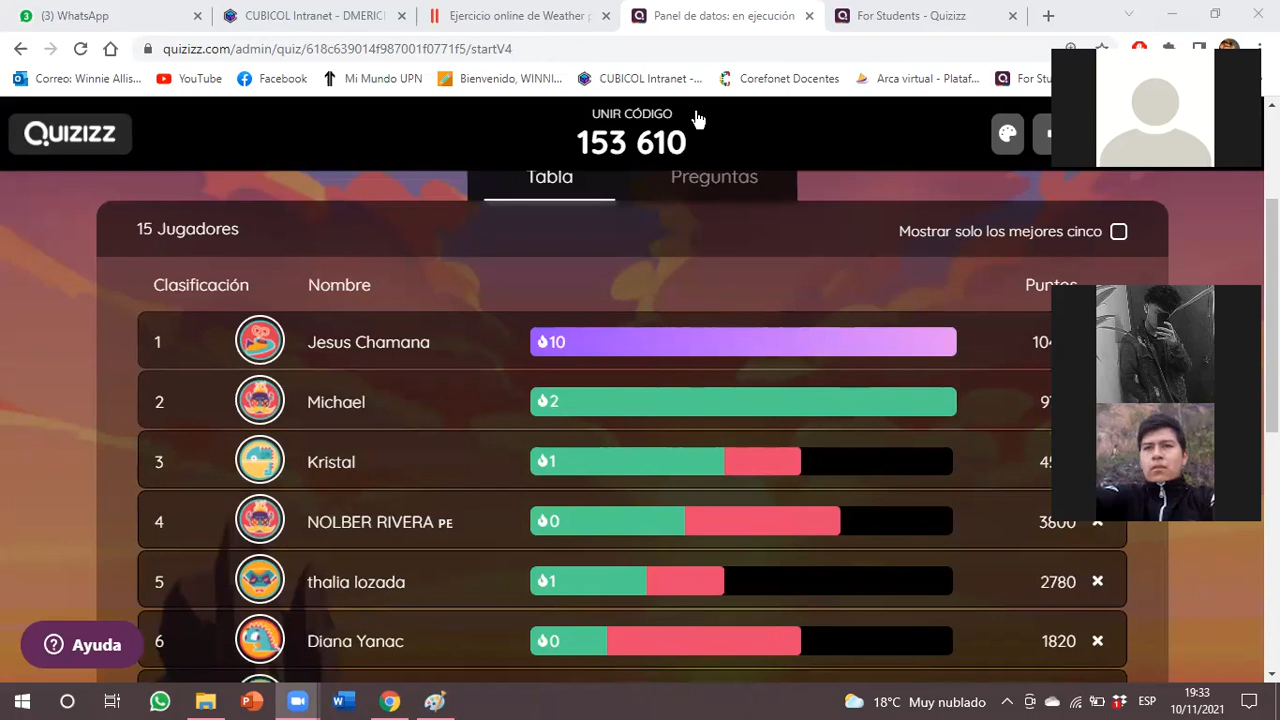 (3) WhatsApp
CUBICOL Intranet - DMERICI
Ejercicio online de Weather p
Panel de datos: en ejecución
For Students - Quizizz
quizizz.com/admin/quiz/618c639014f987001f0771f5/startV4
Correo: Winnie Allis...
YouTube
Facebook
Mi Mundo UPN
Bienvenido, WINNI...
CUBICOL Intranet -...
Corefonet Docentes
Arca virtual - Plataf...
For Stu
QUIZIZZ
UNIR CÓDIGO
153 610
Tabla
Preguntas
15 Jugadores
Mostrar solo los mejores cinco
Clasificación
Nombre
Puntos
1
Jesus Chamana
10
104
2
Michael
2
3
Kristal
1
4
NOLBER RIVERA PE
0
3600
5
thalia lozada
1
2780
6
Diana Yanac
0
1820
Ayuda
18°C Muy nublado
ESP
19:33
10/11/2021